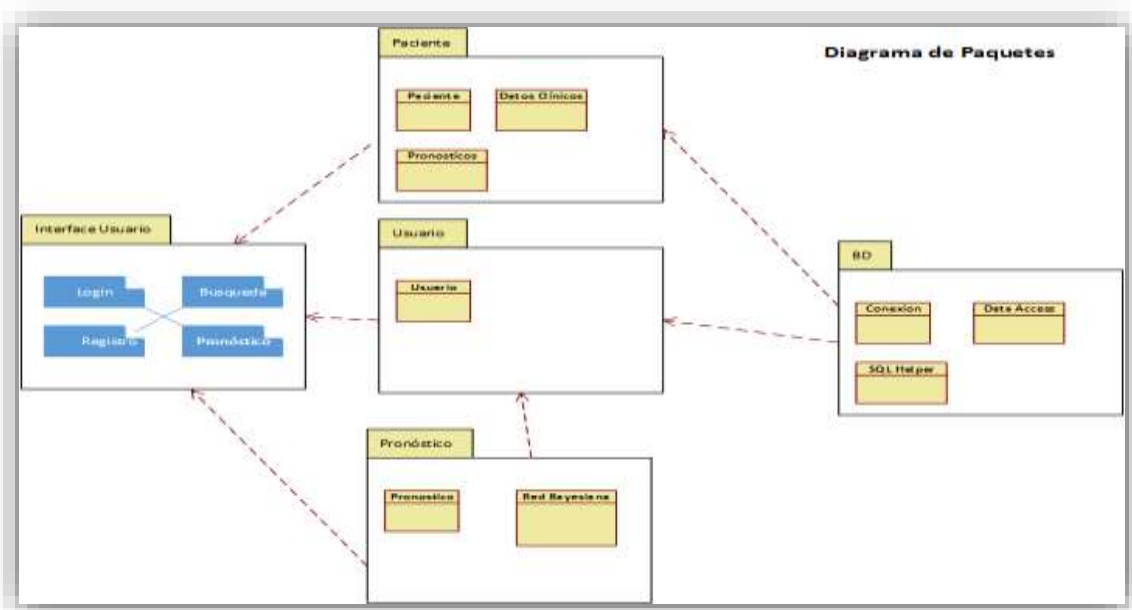 Paciente
Diagrama de Paquetes
Paciente
Datos Clínicos
Pronosticos
Interface Usuario
Login
Busqueda
Registro
Pronóstico
Usuario
Usuario
BD
Conexion
Data Access
SQL Helper
Pronóstico
Pronostico
Red Bayesiana